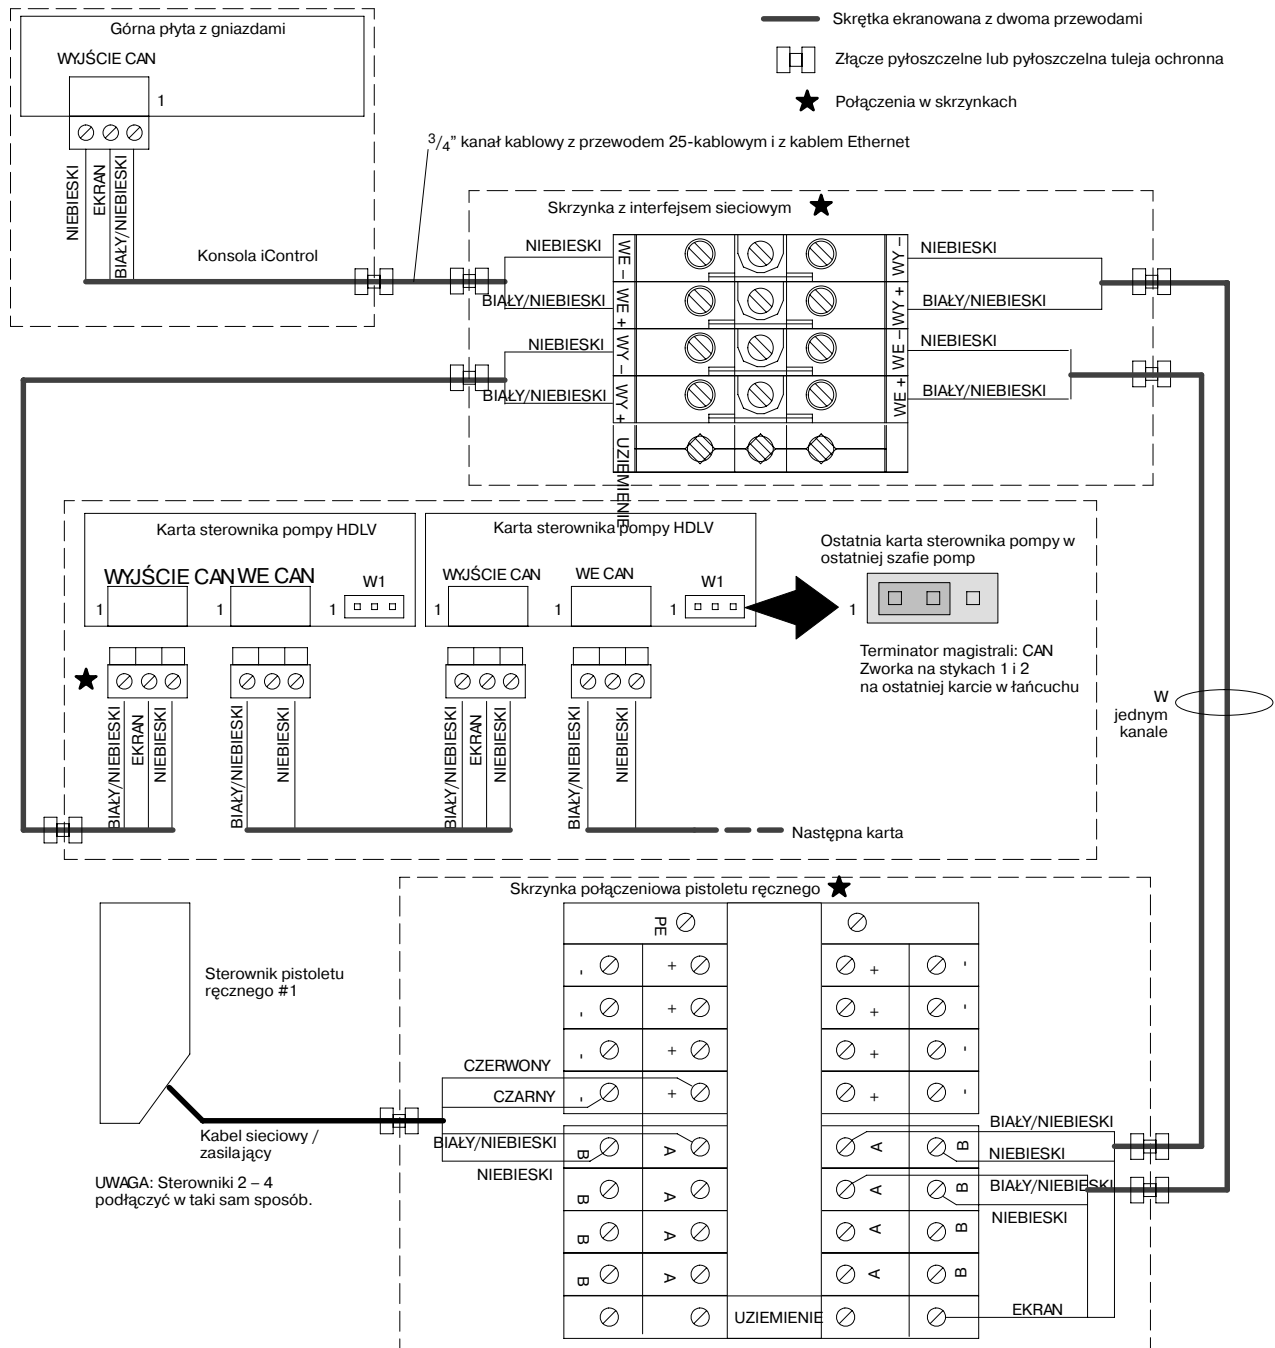 Górna płyta z gniazdami
WYJŚCIE CAN
1
NIEBIESKI
EKRAN
BIAŁY/NIEBIESKI
Konsola iControl
Skrętka ekranowana z dwoma przewodami
Złącze pyłoszczelne lub pyłoszczelna tuleja ochronna
Połączenia w skrzynkach
3/4” kanał kablowy z przewodem 25-kablowym i z kablem Ethernet
Skrzynka z interfejsem sieciowym
NIEBIESKI
WE -
WY -
NIEBIESKI
BIAŁY/NIEBIESKI
WE +
WY +
BIAŁY/NIEBIESKI
NIEBIESKI
WY -
WE -
NIEBIESKI
BIAŁY/NIEBIESKI
WY +
WE +
BIAŁY/NIEBIESKI
UZIEMIENIE
Karta sterownika pompy HDLV
WYJŚCIE CAN
WE CAN
W1
1
1
1
Karta sterownika pompy HDLV
WYJŚCIE CAN
WE CAN
W1
1
1
1
Ostatnia karta sterownika pompy w
ostatniej szafie pomp
1
Terminator magistrali: CAN
Zworka na stykach 1 i 2
na ostatniej karcie w łańcuchu
W
jednym
kanale
BIAŁY/NIEBIESKI
EKRAN
NIEBIESKI
BIAŁY/NIEBIESKI
NIEBIESKI
BIAŁY/NIEBIESKI
EKRAN
NIEBIESKI
BIAŁY/NIEBIESKI
NIEBIESKI
Następna karta
Skrzynka połączeniowa pistoletu ręcznego
PE
Sterownik pistoletu
ręcznego #1
- + + -
- + + -
- + + -
- + + -
CZERWONY
CZARNY
BIAŁY/NIEBIESKI
NIEBIESKI
Kabel sieciowy /
zasilający
UWAGA: Sterowniki 2 – 4
podłączyć w taki sam sposób.
B A A B
B A A B
B A A B
B A A B
BIAŁY/NIEBIESKI
NIEBIESKI
BIAŁY/NIEBIESKI
NIEBIESKI
UZIEMIENIE
EKRAN